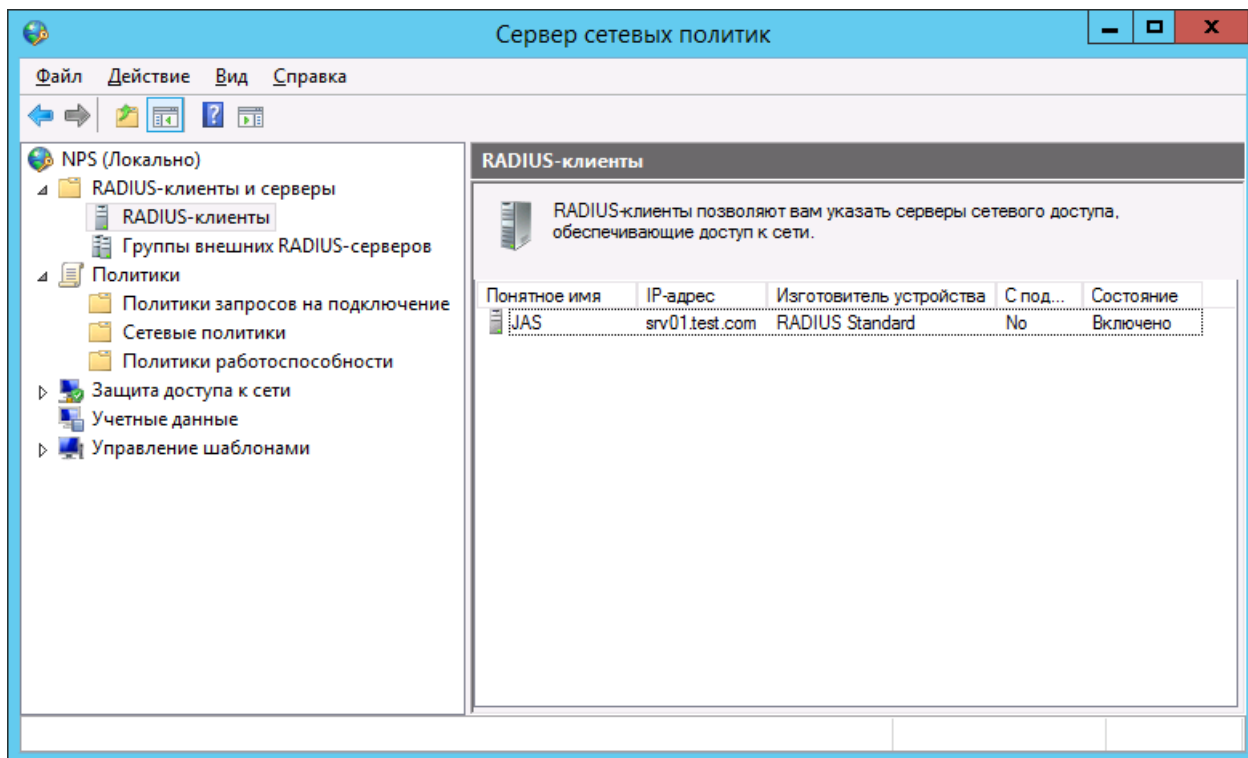 Сервер сетевых политик
Файл Действие Вид Справка
NPS (Локально)
RADIUS-клиенты и серверы
RADIUS-клиенты
Группы внешних RADIUS-серверов
Политики
Политики запросов на подключение
Сетевые политики
Политики работоспособности
Защита доступа к сети
Учетные данные
Управление шаблонами
RADIUS-клиенты
RADIUS-клиенты позволяют вам указать серверы сетевого доступа,
обеспечивающие доступ к сети.
Понятное имя IP-адрес Изготовитель устройства С под... Состояние
JAS srv01.test.com RADIUS Standard No Включено